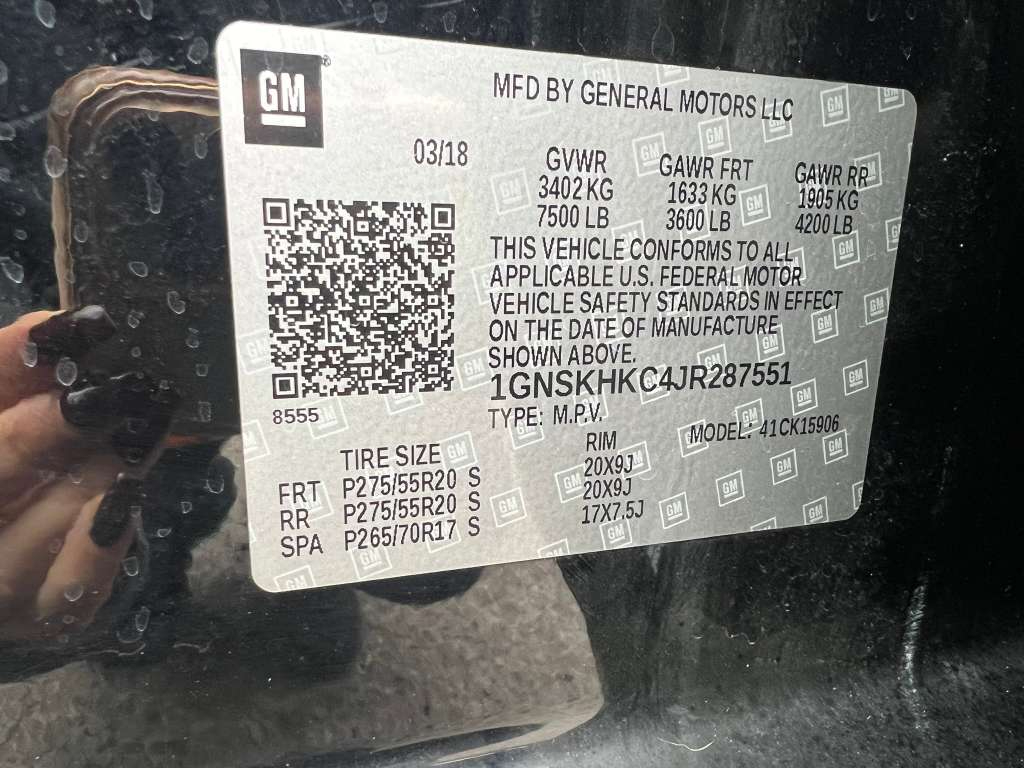 GM
MFD BY GENERAL MOTORS LLC
03/18
GVWR GAWR FRT GAWR RR
3402 KG 1633 KG 1905 KG
7500 LB 3600 LB 4200 LB
THIS VEHICLE CONFORMS TO ALL
APPLICABLE U.S. FEDERAL MOTOR
VEHICLE SAFETY STANDARDS IN EFFECT
ON THE DATE OF MANUFACTURE
SHOWN ABOVE.
1GNSKHKC4JR287551
8555
TYPE: M.P.V. MODEL: 41CK15906
TIRE SIZE RIM
FRT P275/55R20 S 20X9J
RR P275/55R20 S 20X9J
SPA P265/70R17 S 17X7.5J